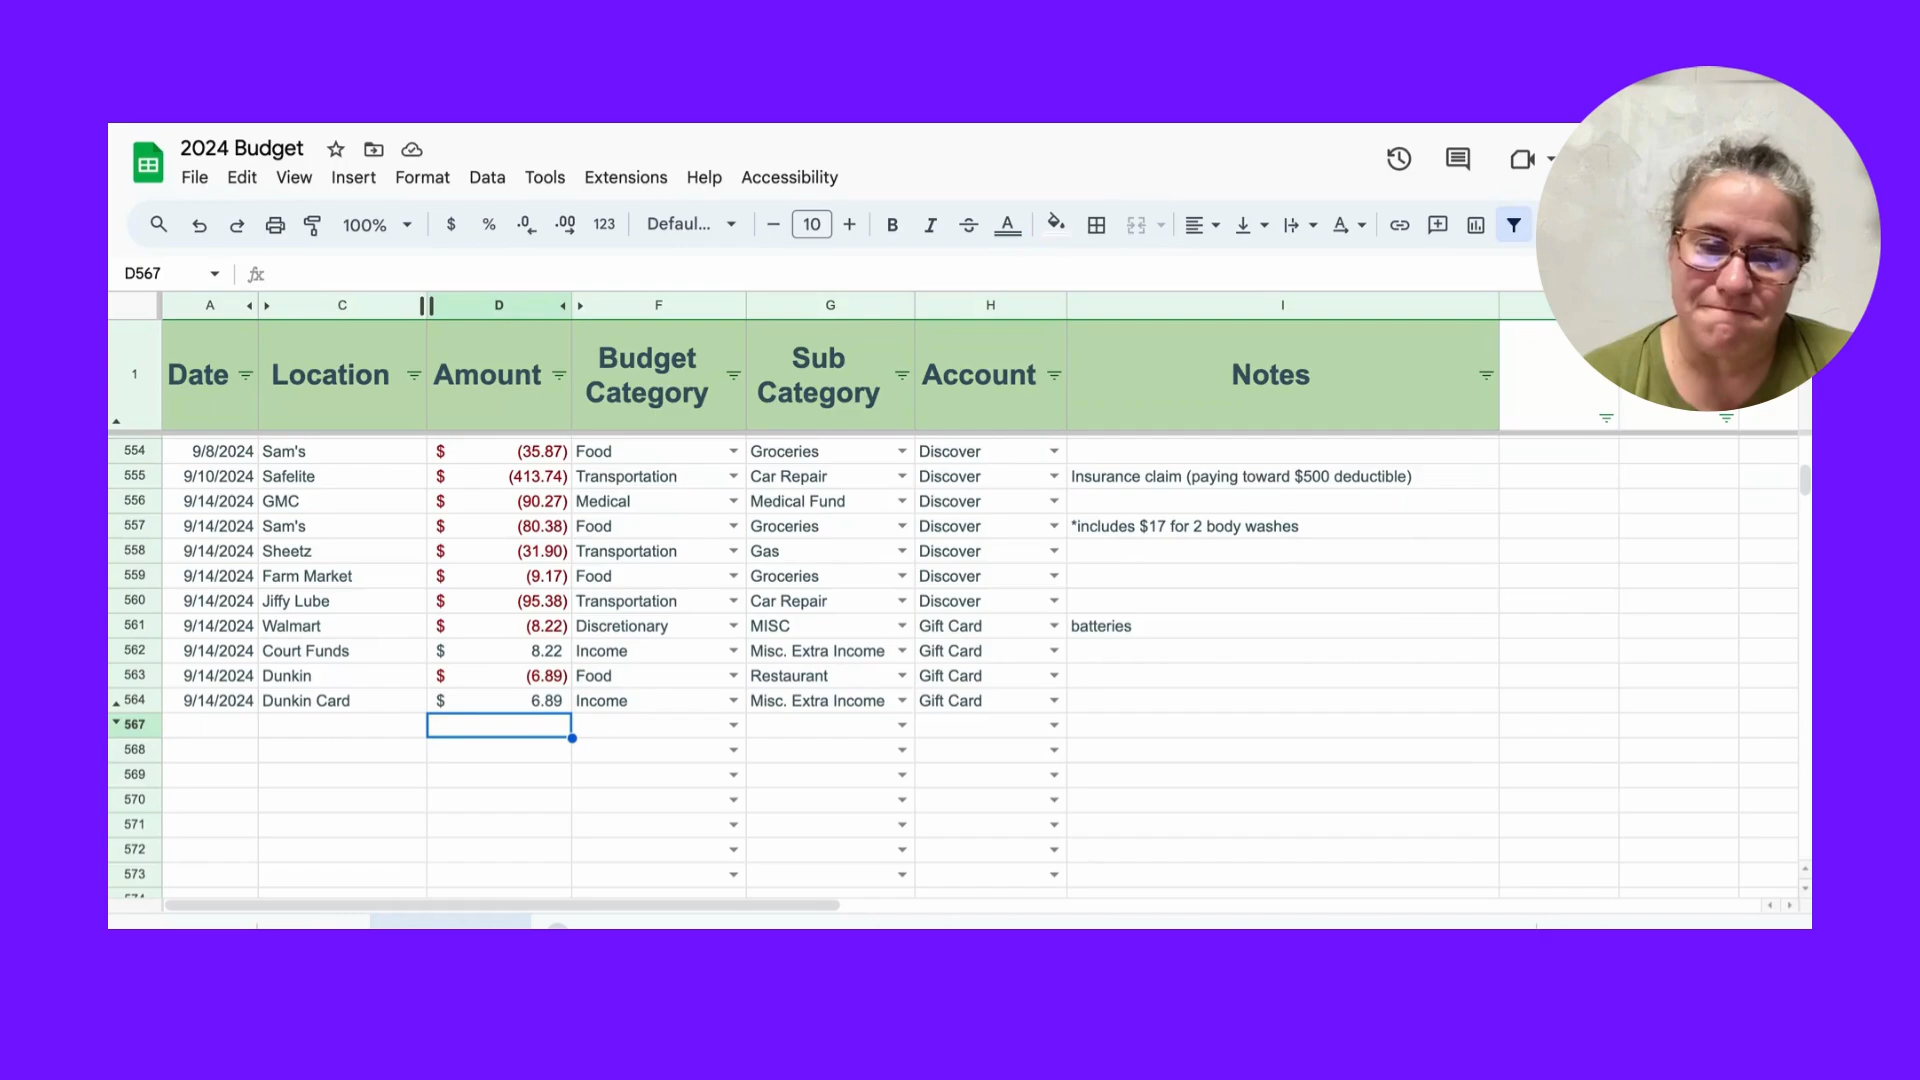 2024 Budget
File Edit View Insert Format Data Tools Extensions Help Accessibility
100% $ % .0 .00 123 Defaul... 10 B I A
D567 fx
A C D F G H I
1 Date Location Amount Budget Category Sub Category Account Notes
554 9/8/2024 Sam's $ (35.87) Food Groceries Discover
555 9/10/2024 Safelite $ (413.74) Transportation Car Repair Discover Insurance claim (paying toward $500 deductible)
556 9/14/2024 GMC $ (90.27) Medical Medical Fund Discover
557 9/14/2024 Sam's $ (80.38) Food Groceries Discover *includes $17 for 2 body washes
558 9/14/2024 Sheetz $ (31.90) Transportation Gas Discover
559 9/14/2024 Farm Market $ (9.17) Food Groceries Discover
560 9/14/2024 Jiffy Lube $ (95.38) Transportation Car Repair Discover
561 9/14/2024 Walmart $ (8.22) Discretionary MISC Gift Card batteries
562 9/14/2024 Court Funds $ 8.22 Income Misc. Extra Income Gift Card
563 9/14/2024 Dunkin $ (6.89) Food Restaurant Gift Card
564 9/14/2024 Dunkin Card $ 6.89 Income Misc. Extra Income Gift Card
567
568
569
570
571
572
573